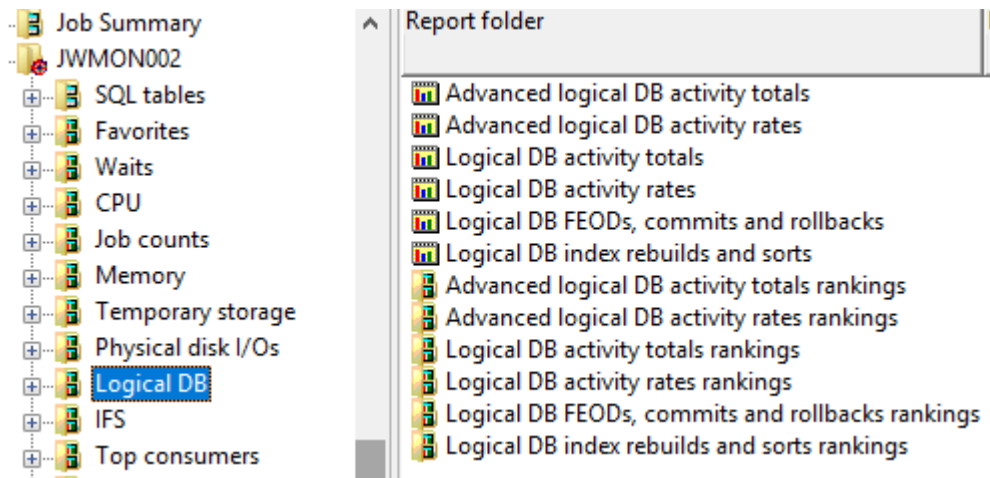 Job Summary
JWMON002
SQL tables
Favorites
Waits
CPU
Job counts
Memory
Temporary storage
Physical disk I/Os
Logical DB
IFS
Top consumers
Report folder
Advanced logical DB activity totals
Advanced logical DB activity rates
Logical DB activity totals
Logical DB activity rates
Logical DB FEODs, commits and rollbacks
Logical DB index rebuilds and sorts
Advanced logical DB activity totals rankings
Advanced logical DB activity rates rankings
Logical DB activity totals rankings
Logical DB activity rates rankings
Logical DB FEODs, commits and rollbacks rankings
Logical DB index rebuilds and sorts rankings